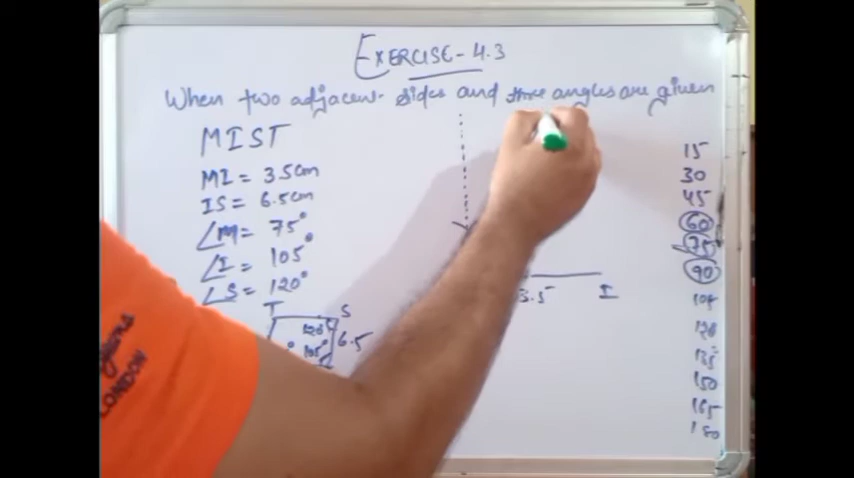 EXERCISE - 4.3
When two adjacent sides and three angles are given
MIST
MI = 3.5cm
IS = 6.5cm
∠M = 75°
∠I = 105°
∠S = 120°
T S
120°
105°
6.5
3.5 I
15
30
45
60
75
90
105
120
135
150
165
180
LONDON